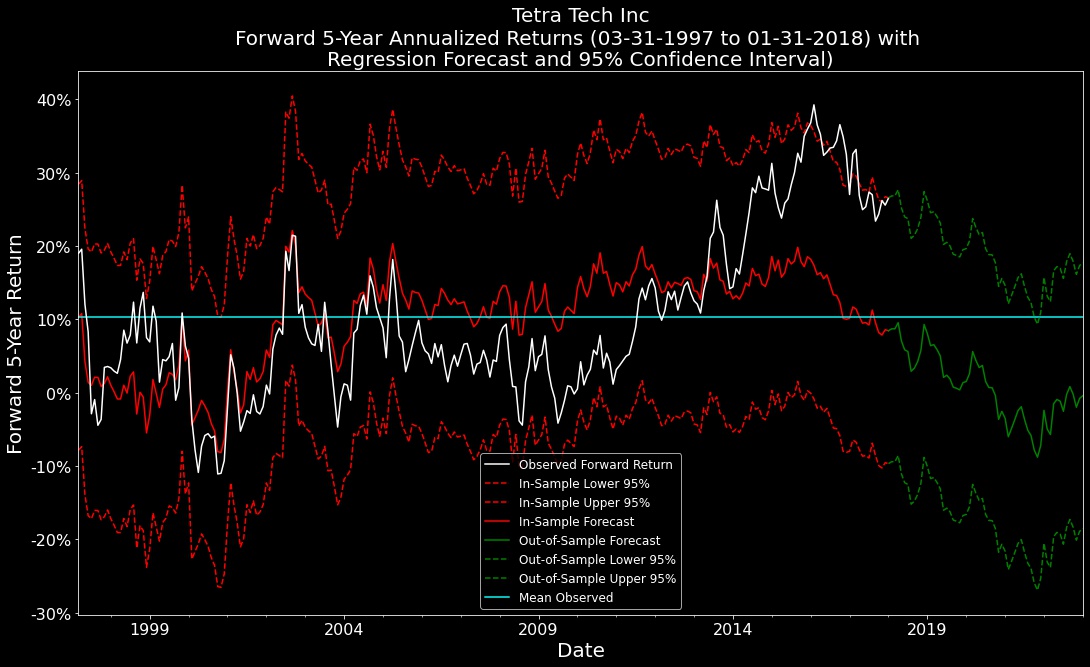 Tetra Tech Inc
Forward 5-Year Annualized Returns (03-31-1997 to 01-31-2018) with
Regression Forecast and 95% Confidence Interval)
Forward 5-Year Return
40%
30%
20%
10%
0%
-10%
-20%
-30%
Observed Forward Return
In-Sample Lower 95%
In-Sample Upper 95%
In-Sample Forecast
Out-of-Sample Forecast
Out-of-Sample Lower 95%
Out-of-Sample Upper 95%
Mean Observed
1999
2004
2009
2014
2019
Date